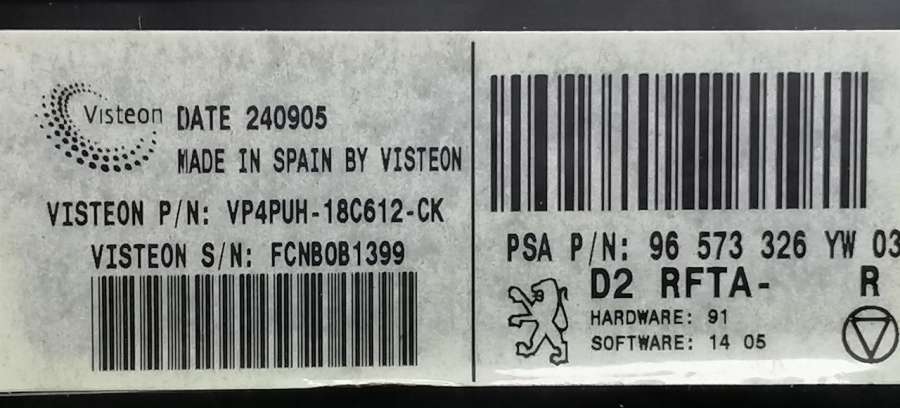 Visteon
DATE 240905
MADE IN SPAIN BY VISTEON
VISTEON P/N: VP4PUH-18C612-CK
VISTEON S/N: FCNB0B1399
PSA P/N: 96 573 326 YW 03
D2 RFTA- R
HARDWARE: 91
SOFTWARE: 14 05